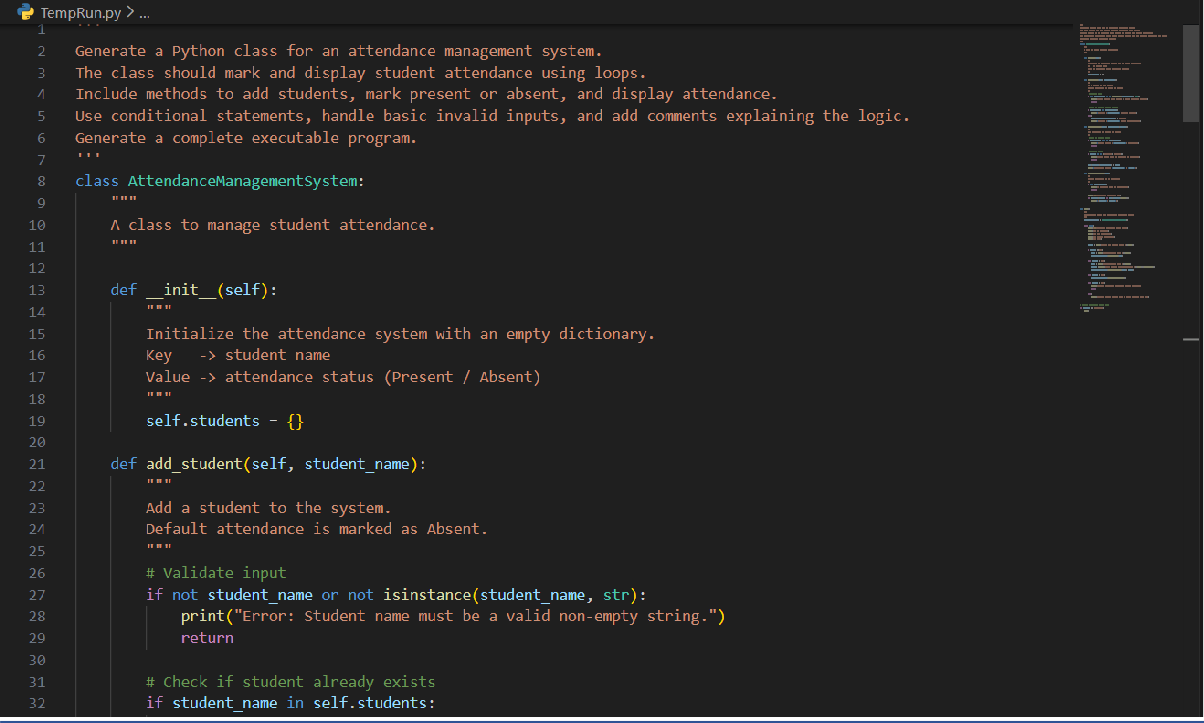 TempRun.py > ...
1 '''
2 Generate a Python class for an attendance management system.
3 The class should mark and display student attendance using loops.
4 Include methods to add students, mark present or absent, and display attendance.
5 Use conditional statements, handle basic invalid inputs, and add comments explaining the logic.
6 Generate a complete executable program.
7 '''
8 class AttendanceManagementSystem:
9     """
10     A class to manage student attendance.
11     """
12
13     def __init__(self):
14         """
15         Initialize the attendance system with an empty dictionary.
16         Key   -> student name
17         Value -> attendance status (Present / Absent)
18         """
19         self.students = {}
20
21     def add_student(self, student_name):
22         """
23         Add a student to the system.
24         Default attendance is marked as Absent.
25         """
26         # Validate input
27         if not student_name or not isinstance(student_name, str):
28             print("Error: Student name must be a valid non-empty string.")
29             return
30
31         # Check if student already exists
32         if student_name in self.students: